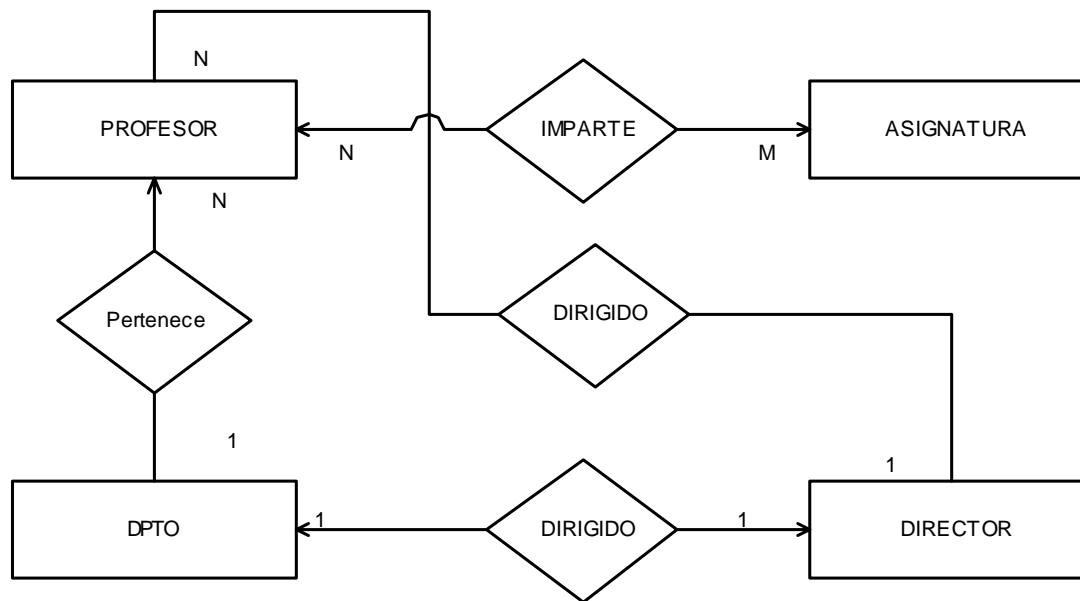 N
PROFESOR
IMPARTE
ASIGNATURA
N
M
N
Pertenece
DIRIGIDO
1
1
DPTO
1
DIRIGIDO
1
DIRECTOR